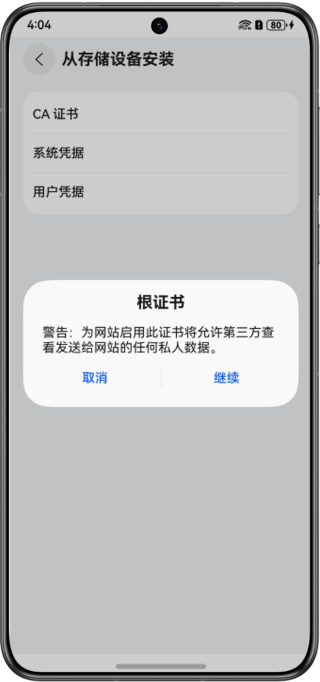 4:04
80
从存储设备安装
CA 证书
系统凭据
用户凭据
根证书
警告：为网站启用此证书将允许第三方查
看发送给网站的任何私人数据。
取消
继续